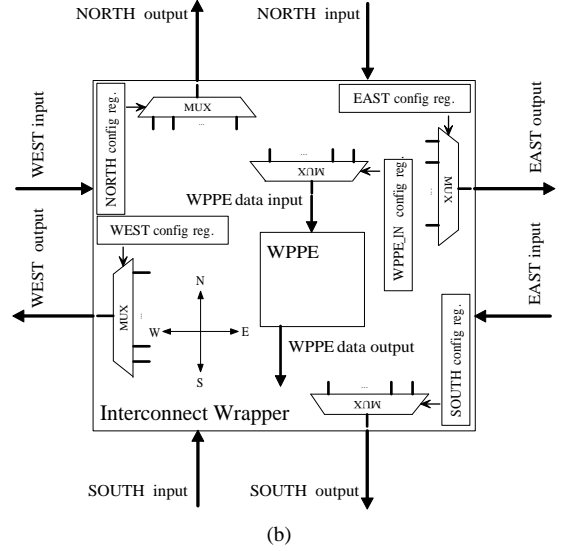 NORTH output
NORTH input
EAST config reg.
MUX
...
NORTH config reg.
WEST input
EAST output
MUX
...
...
MUX
WPPE_IN config reg.
WPPE data input
WEST config reg.
WPPE
WEST output
EAST input
MUX
...
N
W
E
S
WPPE data output
SOUTH config reg.
...
MUX
Interconnect Wrapper
SOUTH input
SOUTH output
(b)